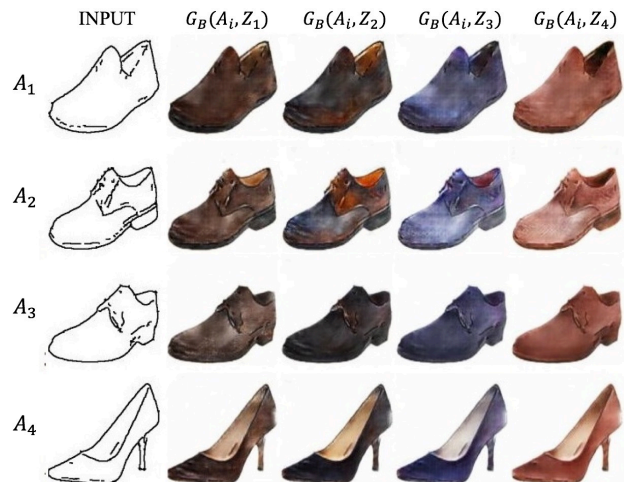 INPUT $G_B(A_i, Z_1)$ $G_B(A_i, Z_2)$ $G_B(A_i, Z_3)$ $G_B(A_i, Z_4)$
$A_1$
$A_2$
$A_3$
$A_4$